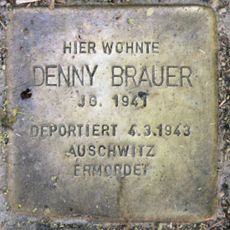 HIER WOHNTE
DENNY BRAUER
JG. 1941
DEPORTIERT 4.3.1943
AUSCHWITZ
ERMORDET